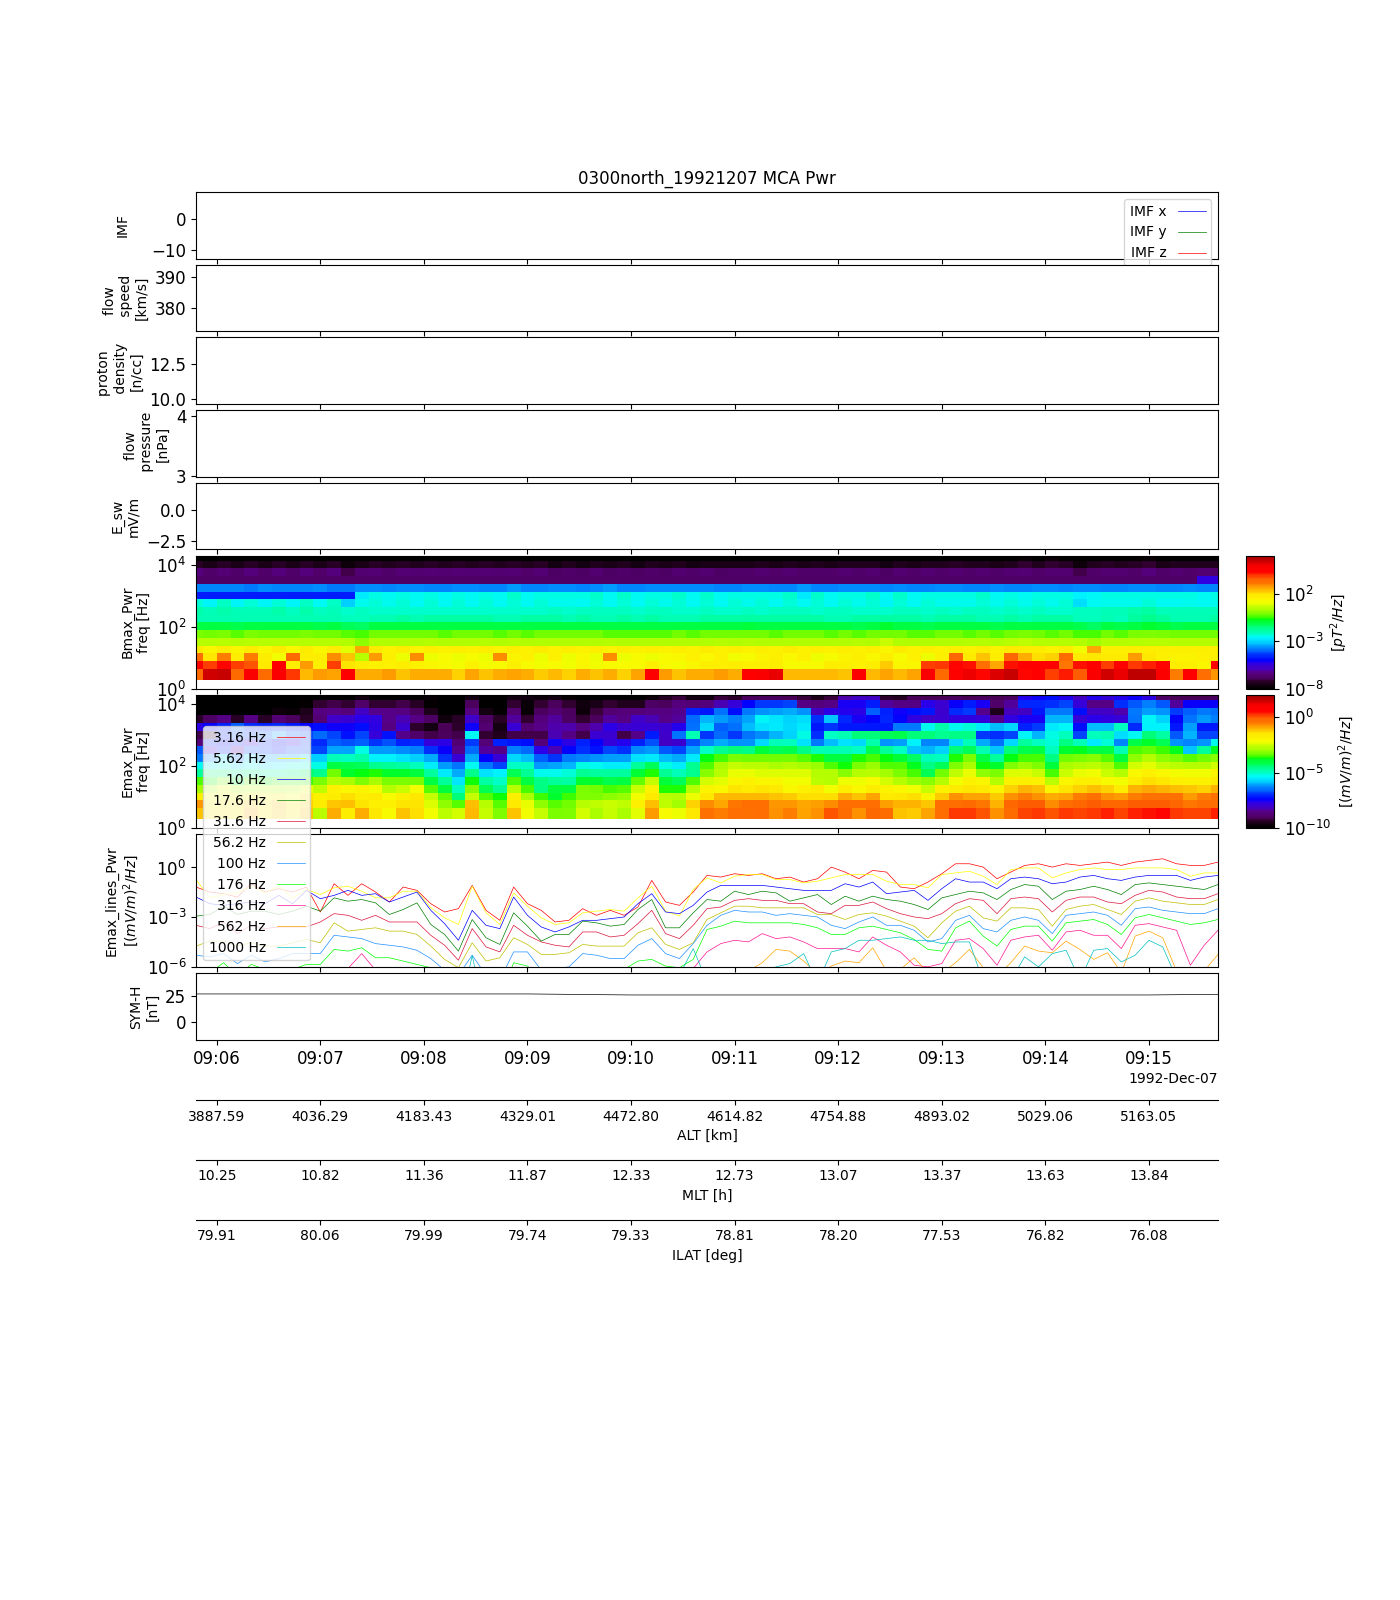 0300north_19921207 MCA Pwr
IMF
0
−10
IMF x
IMF y
IMF z
flow
speed
[km/s]
390
380
proton
density
[n/cc]
12.5
10.0
flow
pressure
[nPa]
4
3
E_sw
mV/m
0.0
−2.5
Bmax_Pwr
freq [Hz]
10^4
10^2
10^0
10^2
10^−3
10^−8
[pT^2/Hz]
Emax_Pwr
freq [Hz]
10^4
10^2
10^0
10^0
10^−5
10^−10
[(mV/m)^2/Hz]
3.16 Hz
5.62 Hz
10 Hz
17.6 Hz
31.6 Hz
56.2 Hz
100 Hz
176 Hz
316 Hz
562 Hz
1000 Hz
Emax_lines_Pwr
[(mV/m)^2/Hz]
10^0
10^−3
10^−6
SYM-H
[nT]
25
0
09:06 09:07 09:08 09:09 09:10 09:11 09:12 09:13 09:14 09:15
1992-Dec-07
3887.59 4036.29 4183.43 4329.01 4472.80 4614.82 4754.88 4893.02 5029.06 5163.05
ALT [km]
10.25 10.82 11.36 11.87 12.33 12.73 13.07 13.37 13.63 13.84
MLT [h]
79.91 80.06 79.99 79.74 79.33 78.81 78.20 77.53 76.82 76.08
ILAT [deg]